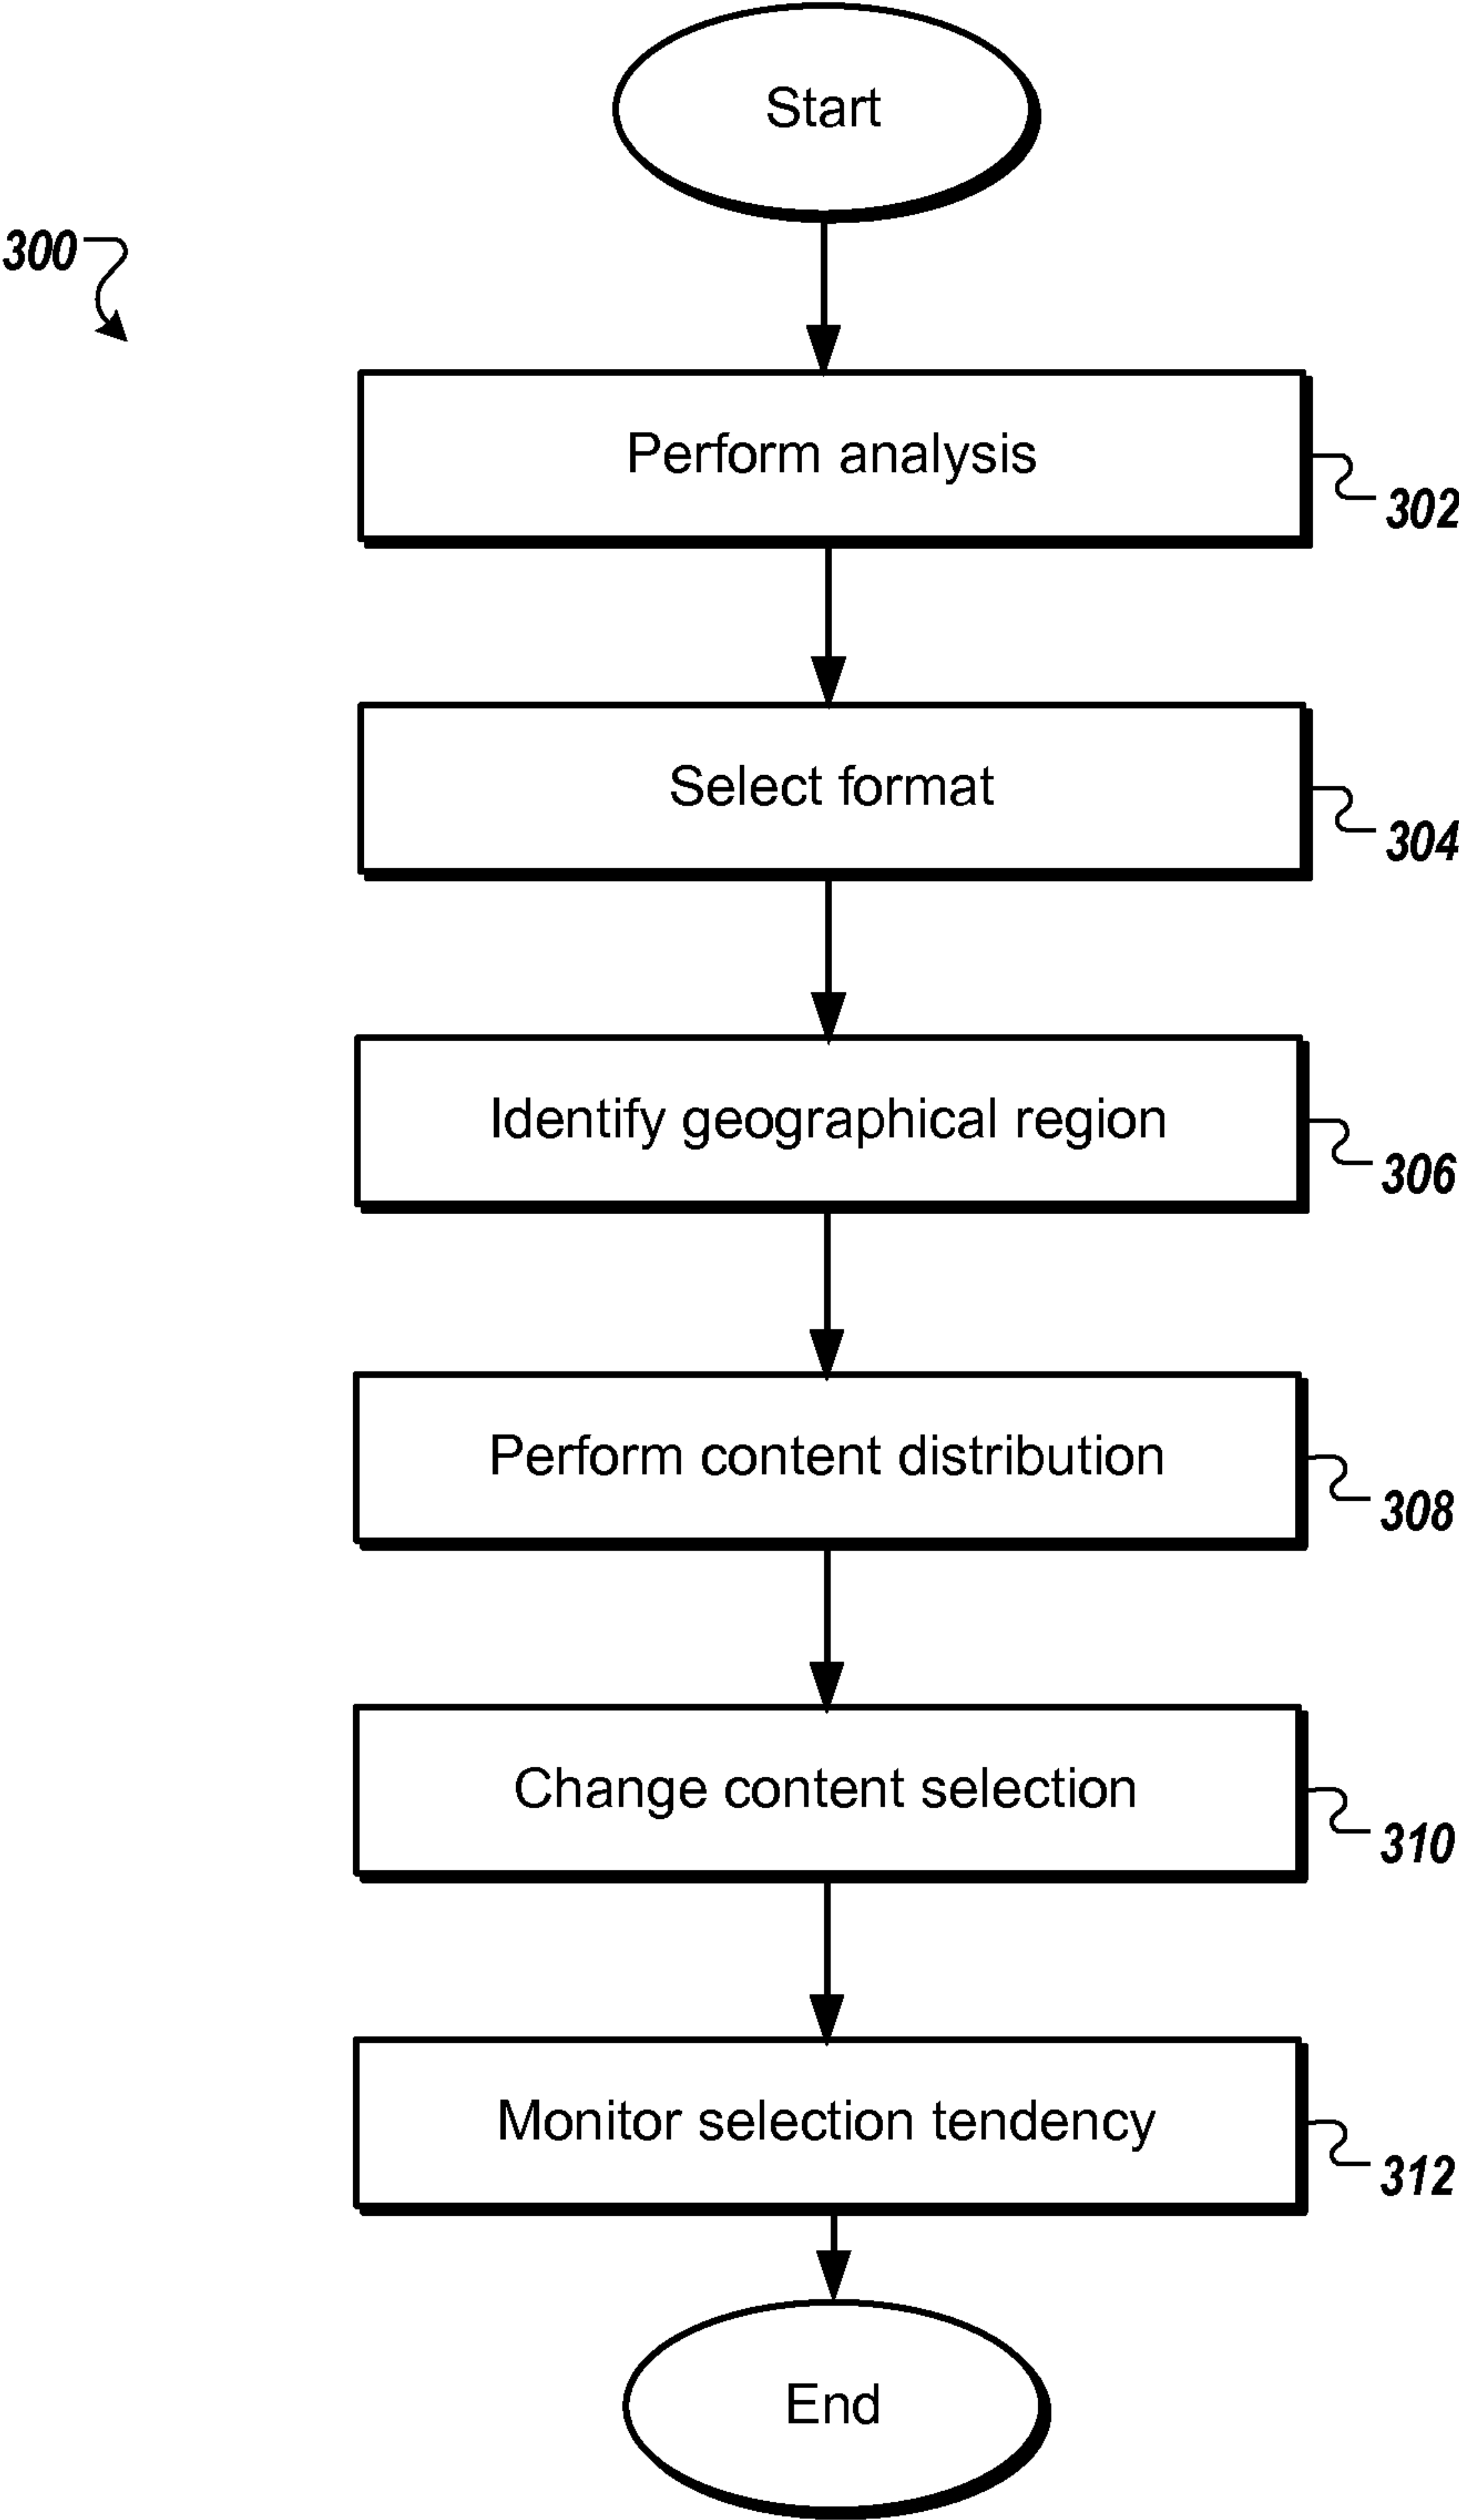 Start
300
Perform analysis
302
Select format
304
Identify geographical region
306
Perform content distribution
308
Change content selection
310
Monitor selection tendency
312
End